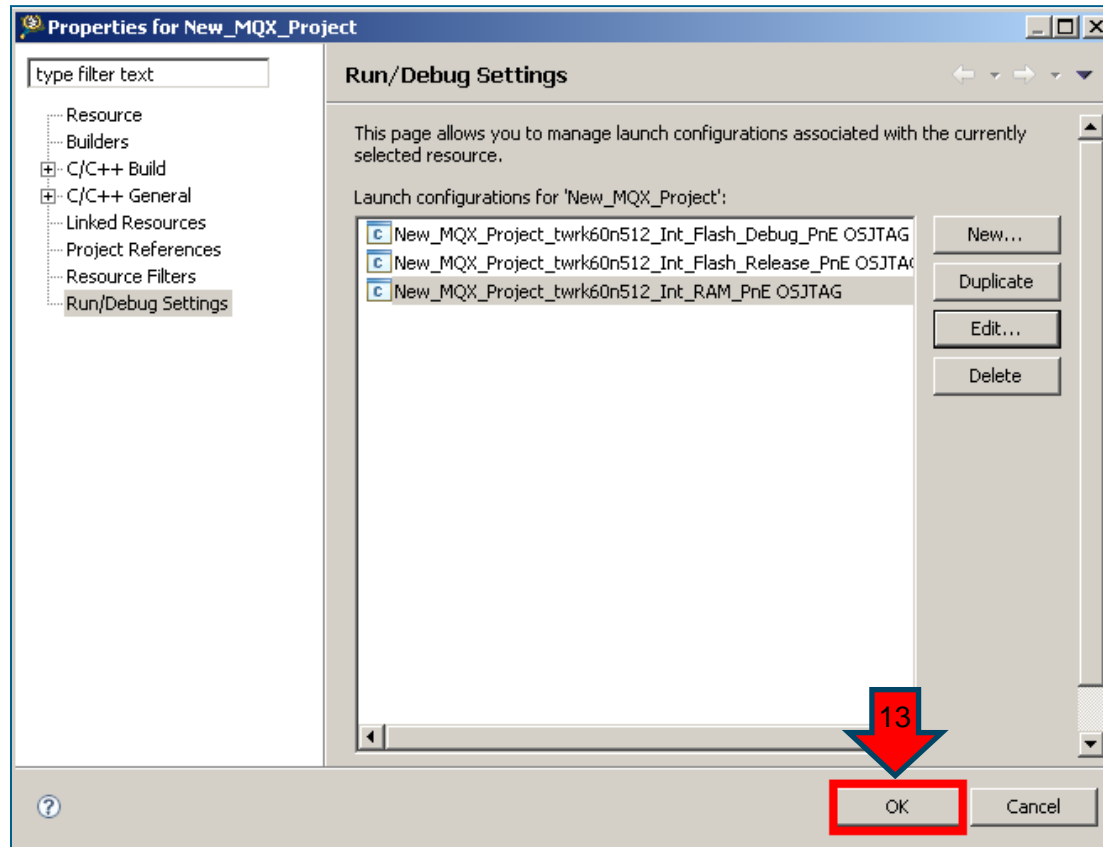 Properties for New_MQX_Project
type filter text
Resource
Builders
C/C++ Build
C/C++ General
Linked Resources
Project References
Resource Filters
Run/Debug Settings
Run/Debug Settings
This page allows you to manage launch configurations associated with the currently
selected resource.
Launch configurations for 'New_MQX_Project':
New_MQX_Project_twrk60n512_Int_Flash_Debug_PnE OSJTAG
New_MQX_Project_twrk60n512_Int_Flash_Release_PnE OSJTA
New_MQX_Project_twrk60n512_Int_RAM_PnE OSJTAG
New...
Duplicate
Edit...
Delete
13
OK
Cancel